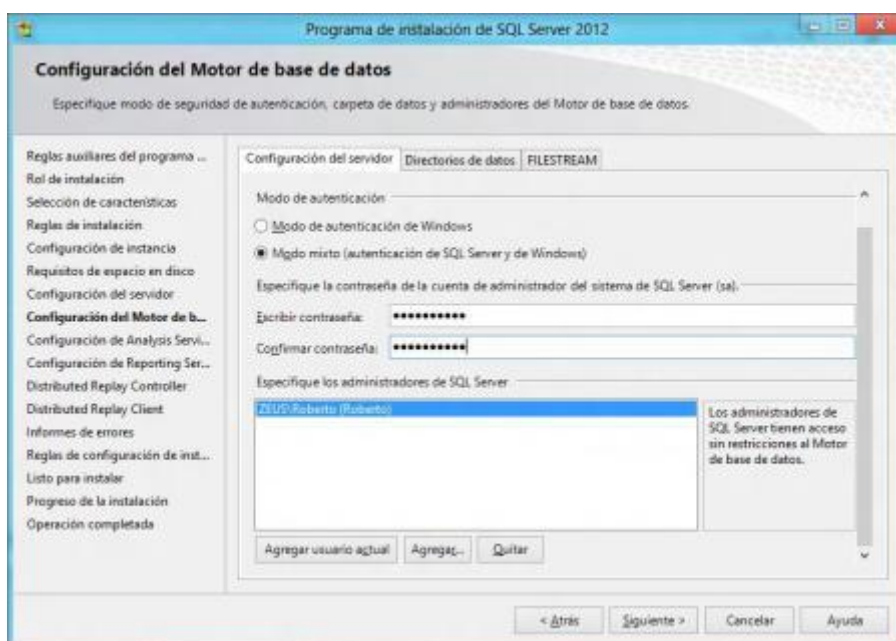 Programa de instalación de SQL Server 2012
Configuración del Motor de base de datos
Especifique modo de seguridad de autenticación, carpeta de datos y administradores del Motor de base de datos.
Reglas auxiliares del programa ...
Rol de instalación
Selección de características
Reglas de instalación
Configuración de instancia
Requisitos de espacio en disco
Configuración del servidor
Configuración del Motor de b...
Configuración de Analysis Servi...
Configuración de Reporting Ser...
Distributed Replay Controller
Distributed Replay Client
Informes de errores
Reglas de configuración de inst...
Listo para instalar
Progreso de la instalación
Operación completada
Configuración del servidor
Directorios de datos
FILESTREAM
Modo de autenticación
Modo de autenticación de Windows
Modo mixto (autenticación de SQL Server y de Windows)
Especifique la contraseña de la cuenta de administrador del sistema de SQL Server (sa).
Escribir contraseña: ●●●●●●●●●●
Confirmar contraseña: ●●●●●●●●●●
Especifique los administradores de SQL Server
ZEUS\Roberto (Roberto)
Los administradores de
SQL Server tienen acceso
sin restricciones al Motor
de base de datos.
Agregar usuario actual
Agregar...
Quitar
< Atrás
Siguiente >
Cancelar
Ayuda